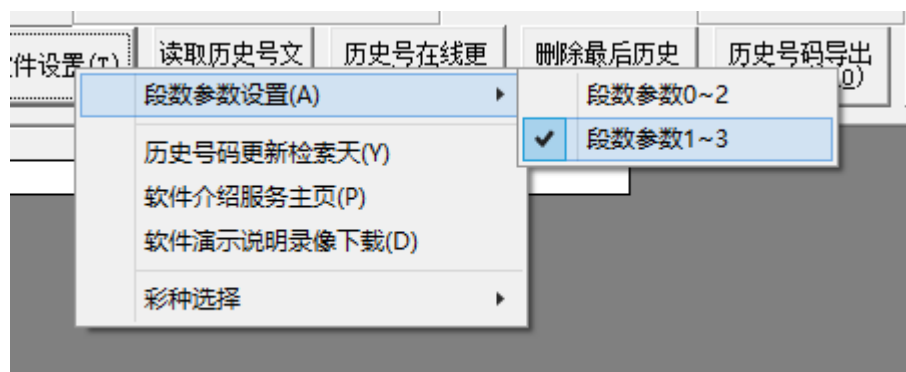 件设置(T)
读取历史号文
历史号在线更
删除最后历史
历史号码导出
O)
段数参数设置(A)
段数参数0~2
段数参数1~3
历史号码更新检索天(Y)
软件介绍服务主页(P)
软件演示说明录像下载(D)
彩种选择